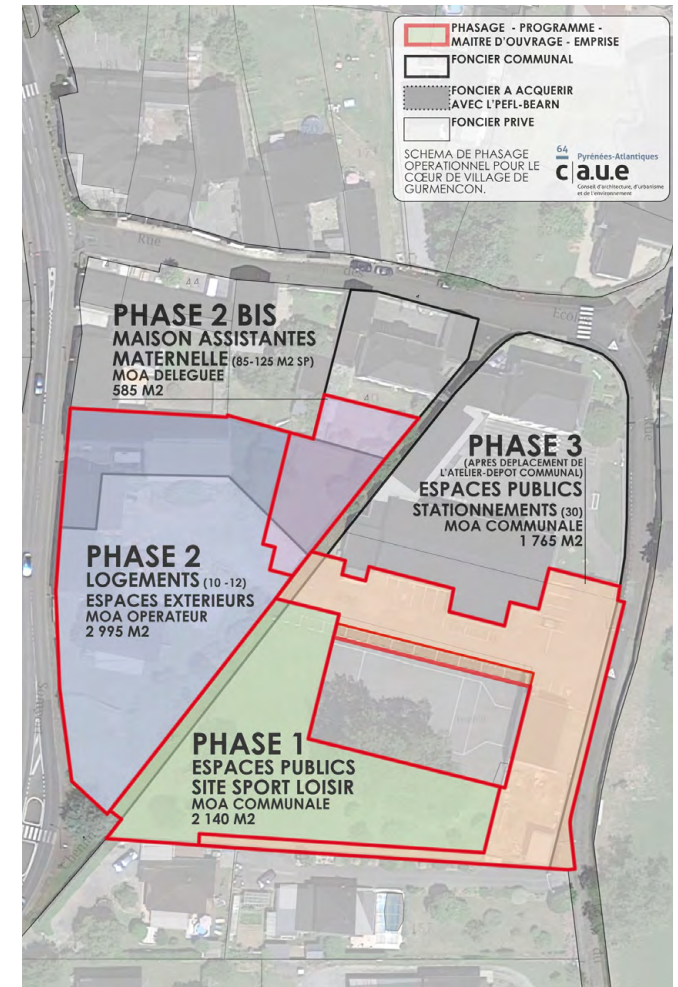 PHASAGE - PROGRAMME -
MAITRE D'OUVRAGE - EMPRISE
FONCIER COMMUNAL
FONCIER A ACQUERIR
AVEC L'PEFL-BEARN
FONCIER PRIVE
SCHEMA DE PHASAGE
OPERATIONNEL POUR LE
CŒUR DE VILLAGE DE
GURMENCON.
64
Pyrénées-Atlantiques
c|a.u.e
Conseil d'architecture, d'urbanisme
et de l'environnement
Rue
Ecole
PHASE 2 BIS
MAISON ASSISTANTES
MATERNELLE (85-125 M2 SP)
MOA DELEGUEE
585 M2
PHASE 3
(APRES DEPLACEMENT DE
L'ATELIER-DEPOT COMMUNAL)
ESPACES PUBLICS
STATIONNEMENTS (30)
MOA COMMUNALE
1 765 M2
PHASE 2
LOGEMENTS (10 -12)
ESPACES EXTERIEURS
MOA OPERATEUR
2 995 M2
PHASE 1
ESPACES PUBLICS
SITE SPORT LOISIR
MOA COMMUNALE
2 140 M2